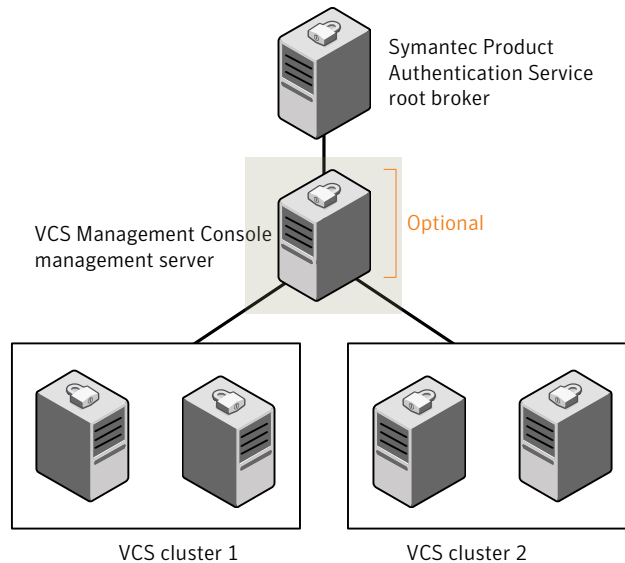 Symantec Product
Authentication Service
root broker
Optional
VCS Management Console
management server
VCS cluster 1
VCS cluster 2